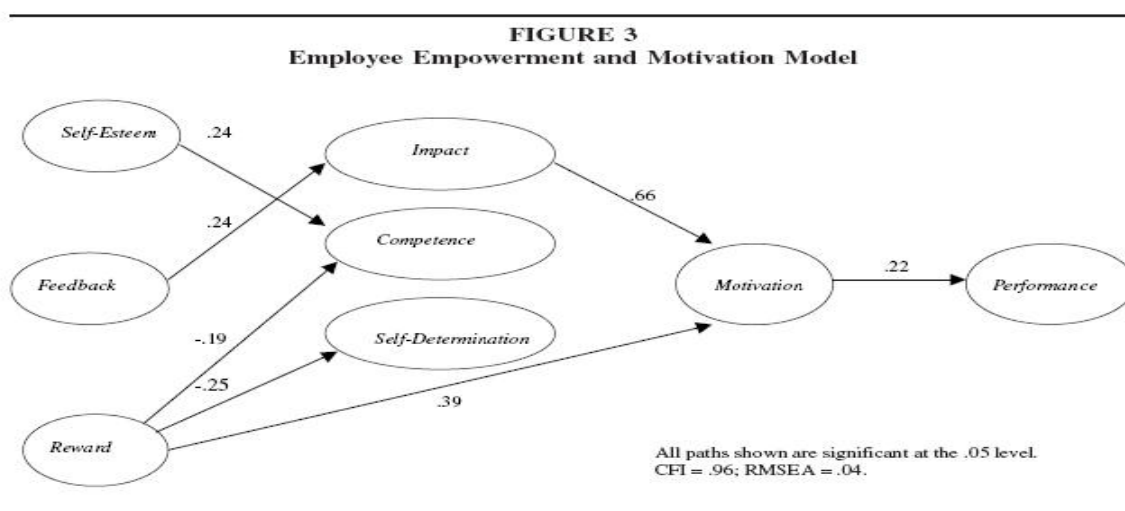 FIGURE 3
Employee Empowerment and Motivation Model
Self-Esteem
.24
Impact
.66
.24
Competence
Feedback
.22
Motivation
Performance
-.19
Self-Determination
-.25
.39
Reward
All paths shown are significant at the .05 level.
CFI = .96; RMSEA = .04.